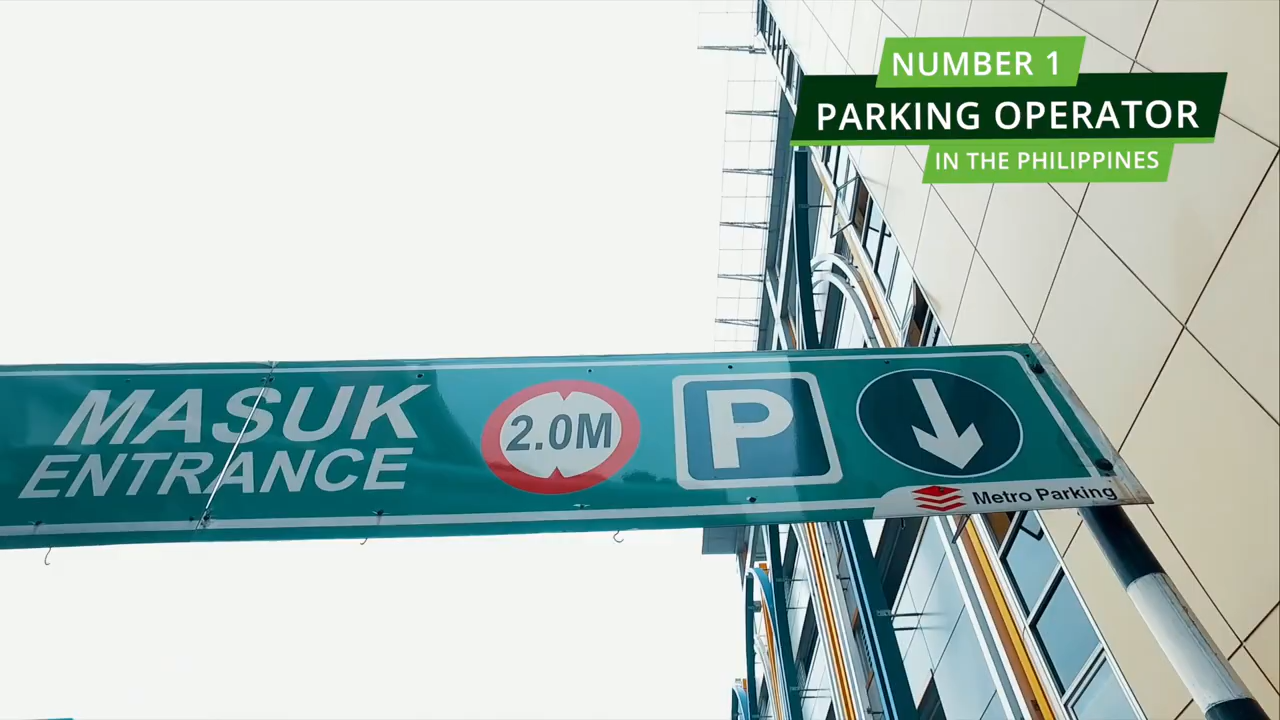 NUMBER 1
PARKING OPERATOR
IN THE PHILIPPINES
MASUK
ENTRANCE
2.0M
P
Metro Parking